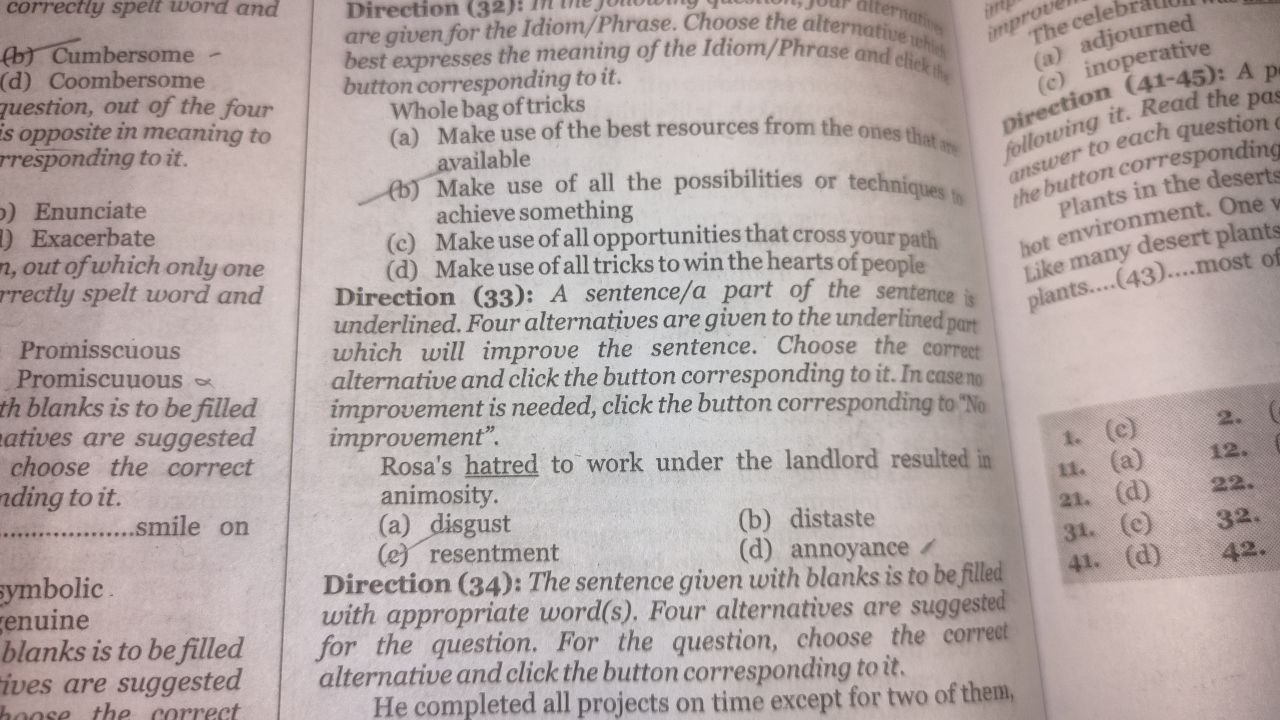 correctly spelt word and
(b) Cumbersome
(d) Coombersome
question, out of the four
is opposite in meaning to
rresponding to it.
) Enunciate
) Exacerbate
n, out of which only one
rrectly spelt word and
Promisscuous
Promiscuuous
th blanks is to be filled
natives are suggested
choose the correct
nding to it.
....................smile on
symbolic
genuine
blanks is to be filled
ives are suggested
hoose the correct
Direction (32): In the following question, four alternatives
are given for the Idiom/Phrase. Choose the alternative which
best expresses the meaning of the Idiom/Phrase and click the
button corresponding to it.
Whole bag of tricks
(a) Make use of the best resources from the ones that are
available
(b) Make use of all the possibilities or techniques to
achieve something
(c) Make use of all opportunities that cross your path
(d) Make use of all tricks to win the hearts of people
Direction (33): A sentence/a part of the sentence is
underlined. Four alternatives are given to the underlined part
which will improve the sentence. Choose the correct
alternative and click the button corresponding to it. In case no
improvement is needed, click the button corresponding to "No
improvement".
Rosa's hatred to work under the landlord resulted in
animosity.
(a) disgust (b) distaste
(c) resentment (d) annoyance
Direction (34): The sentence given with blanks is to be filled
with appropriate word(s). Four alternatives are suggested
for the question. For the question, choose the correct
alternative and click the button corresponding to it.
He completed all projects on time except for two of them,
The celebration
(a) adjourned
(c) inoperative
Direction (41-45): A
following it. Read the pas
answer to each question
the button corresponding
Plants in the deserts
hot environment. One
Like many desert plants
plants....(43)....most of
1. (c) 2.
11. (a) 12.
21. (d) 22.
31. (c) 32.
41. (d) 42.